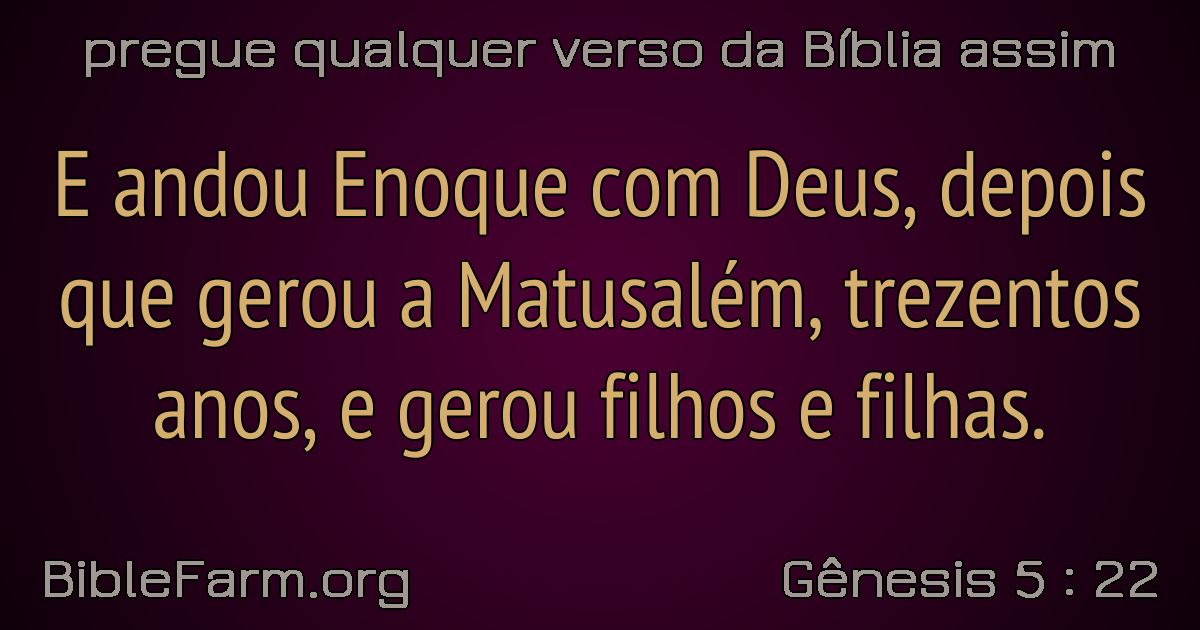 pregue qualquer verso da Bíblia assim
E andou Enoque com Deus, depois
que gerou a Matusalém, trezentos
anos, e gerou filhos e filhas.
BibleFarm.org
Gênesis 5 : 22